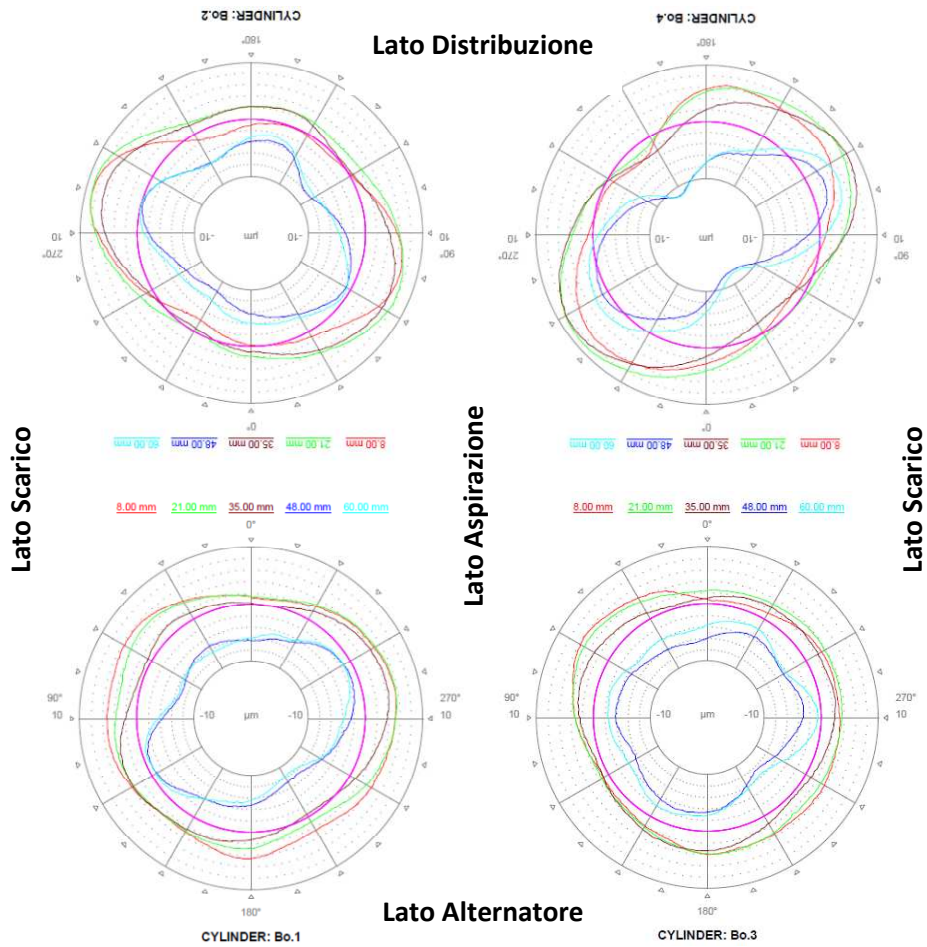 CYLINDER: Bo.2
CYLINDER: Bo.4
180°
Lato Distribuzione
180°
10
270°
-10
µm
-10
10
90°
10
270°
-10
µm
-10
10
90°
0°
0°
60.00 mm 48.00 mm 35.00 mm 21.00 mm 8.00 mm
60.00 mm 48.00 mm 35.00 mm 21.00 mm 8.00 mm
Lato Scarico
Lato Aspirazione
Lato Scarico
8.00 mm 21.00 mm 35.00 mm 48.00 mm 60.00 mm
8.00 mm 21.00 mm 35.00 mm 48.00 mm 60.00 mm
0°
0°
90°
10
-10
µm
-10
270°
10
90°
10
-10
µm
-10
270°
10
180°
Lato Alternatore
180°
CYLINDER: Bo.1
CYLINDER: Bo.3